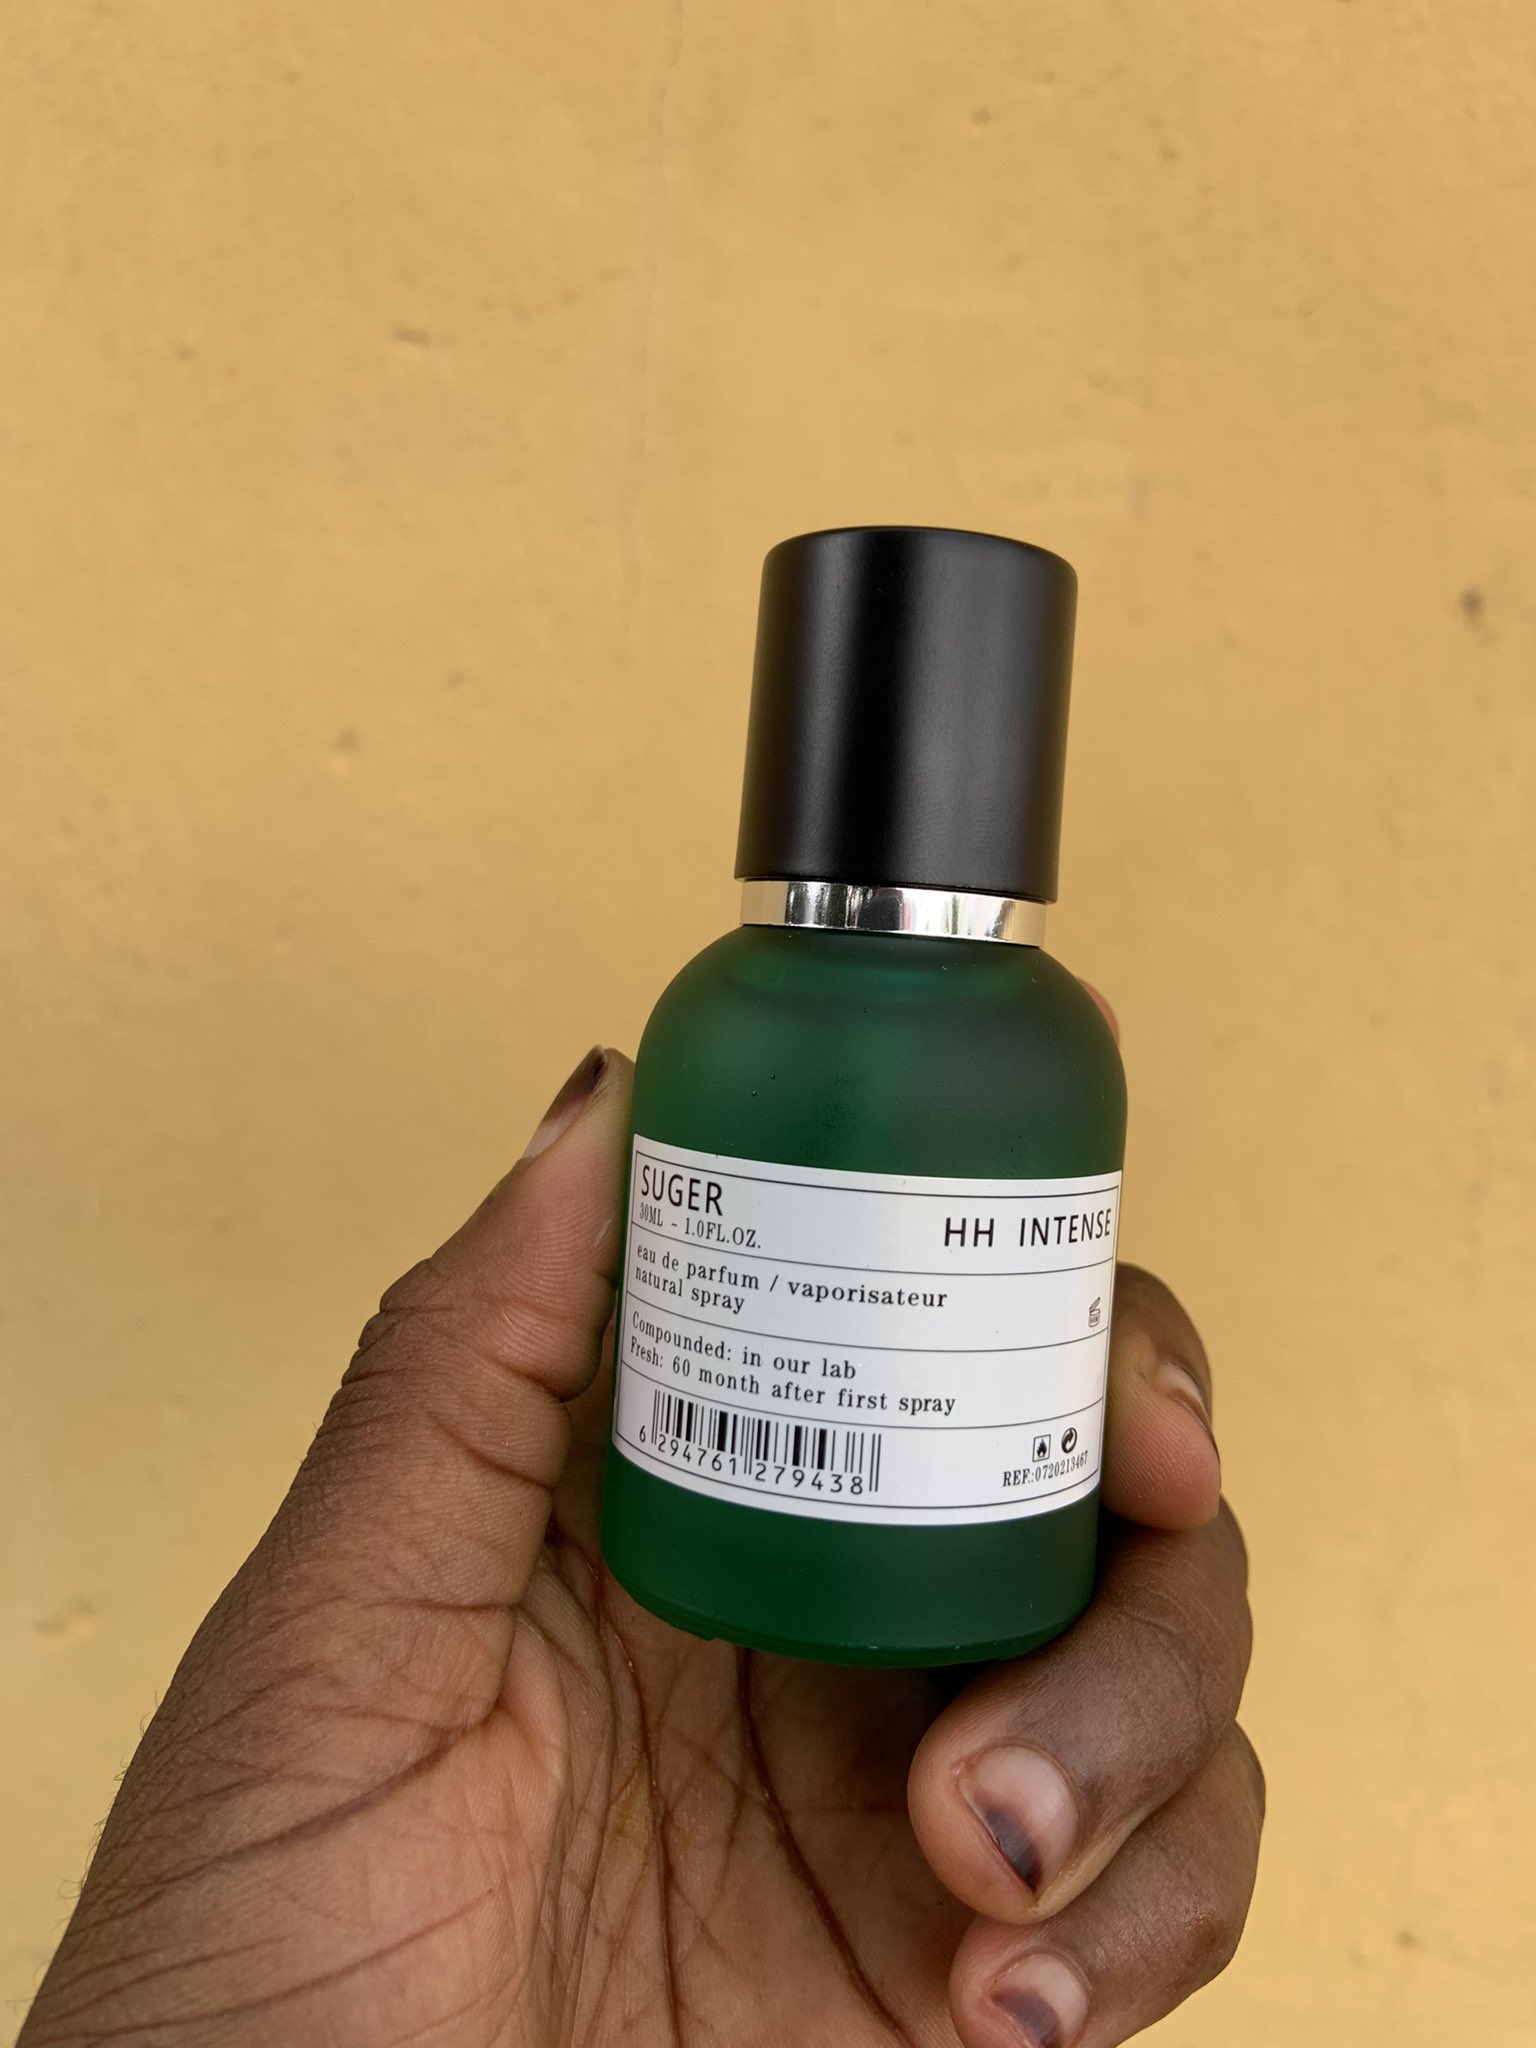 SUGER
30ML - 1.0FL.OZ.
HH INTENSE
eau de parfum / vaporisateur
natural spray
Compounded: in our lab
Fresh: 60 month after first spray
6 294761 279438
REF.:0720213467